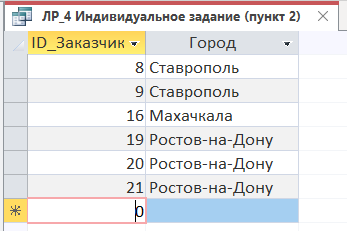 ЛР_4 Индивидуальное задание (пункт 2)
ID_Заказчик Город
8 Ставрополь
9 Ставрополь
16 Махачкала
19 Ростов-на-Дону
20 Ростов-на-Дону
21 Ростов-на-Дону
0